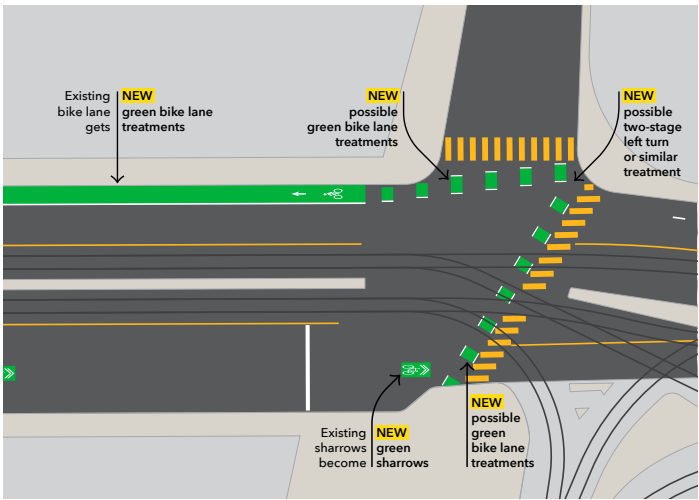 Existing
bike lane
gets
NEW
green bike lane
treatments
NEW
possible
green bike lane
treatments
NEW
possible
two-stage
left turn
or similar
treatment
Existing
sharrows
become
NEW
green
sharrows
NEW
possible
green
bike lane
treatments